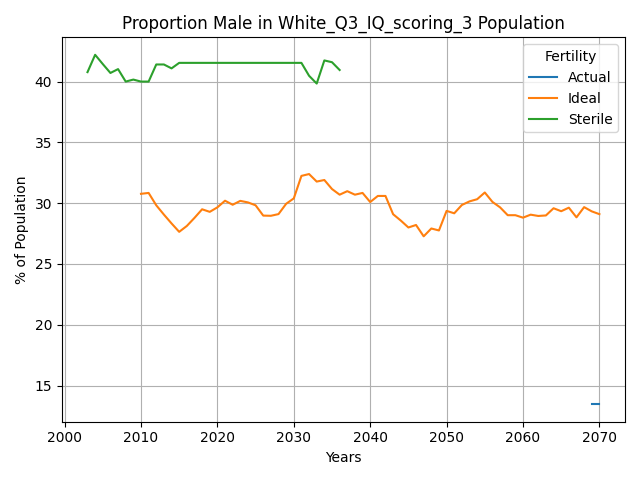 Proportion Male in White_Q3_IQ_scoring_3 Population
Fertility
Actual
Ideal
Sterile
% of Population
40
35
30
25
20
15
2000 2010 2020 2030 2040 2050 2060 2070
Years